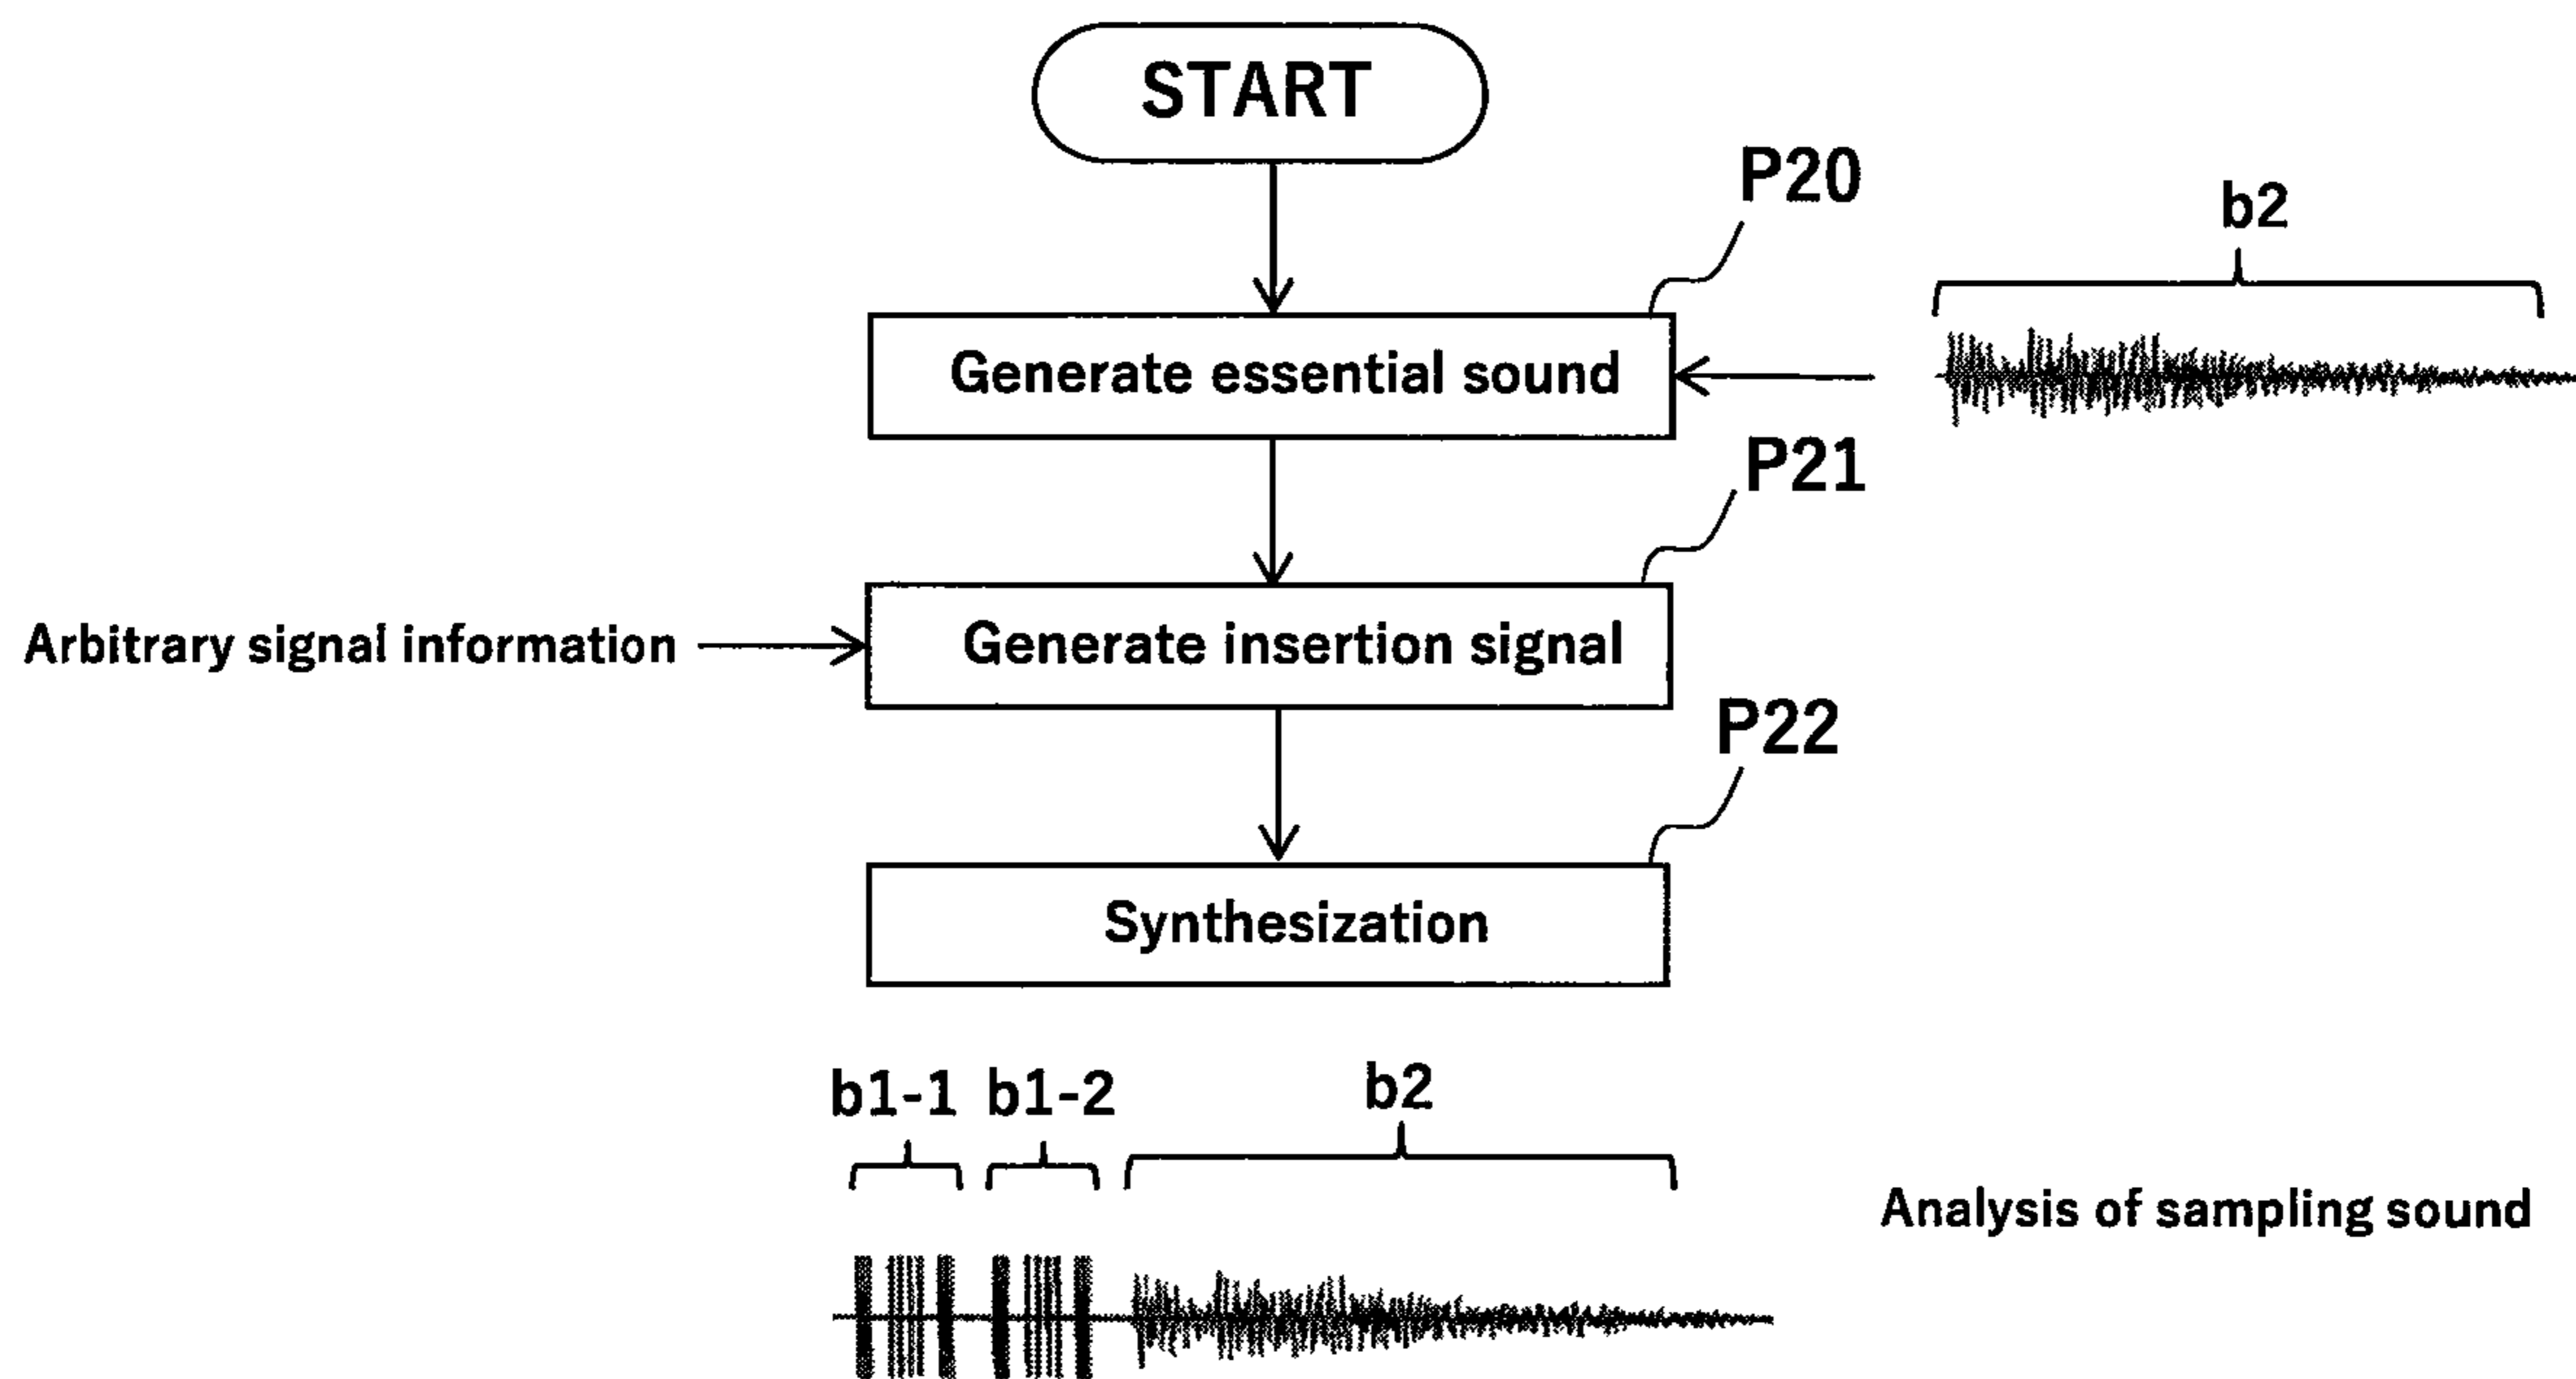 START
P20
b2
Generate essential sound
P21
Arbitrary signal information
Generate insertion signal
P22
Synthesization
b1-1 b1-2 b2
Analysis of sampling sound